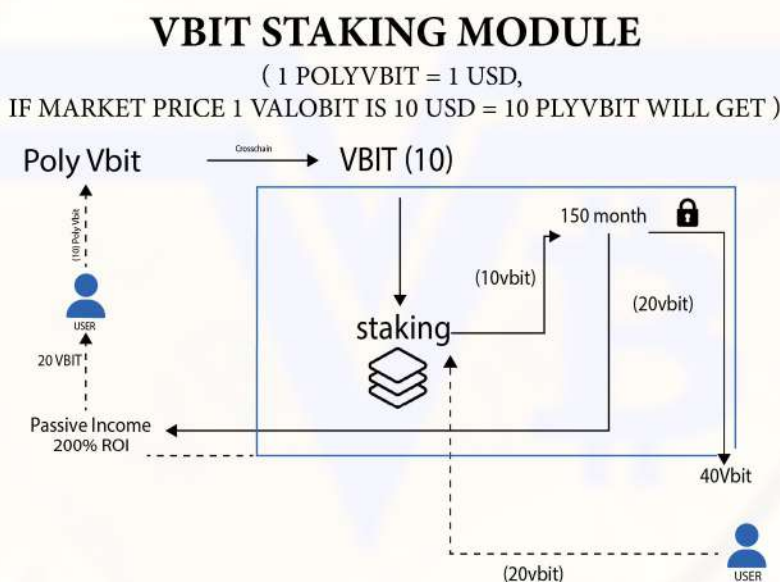 VBIT STAKING MODULE
( 1 POLYVBIT = 1 USD,
IF MARKET PRICE 1 VALOBIT IS 10 USD = 10 PLYVBIT WILL GET )
Poly Vbit
Crosschain
VBIT (10)
150 month
(10) Poly Vbit
(10vbit)
(20vbit)
USER
staking
20 VBIT
Passive Income
200% ROI
40Vbit
(20vbit)
USER